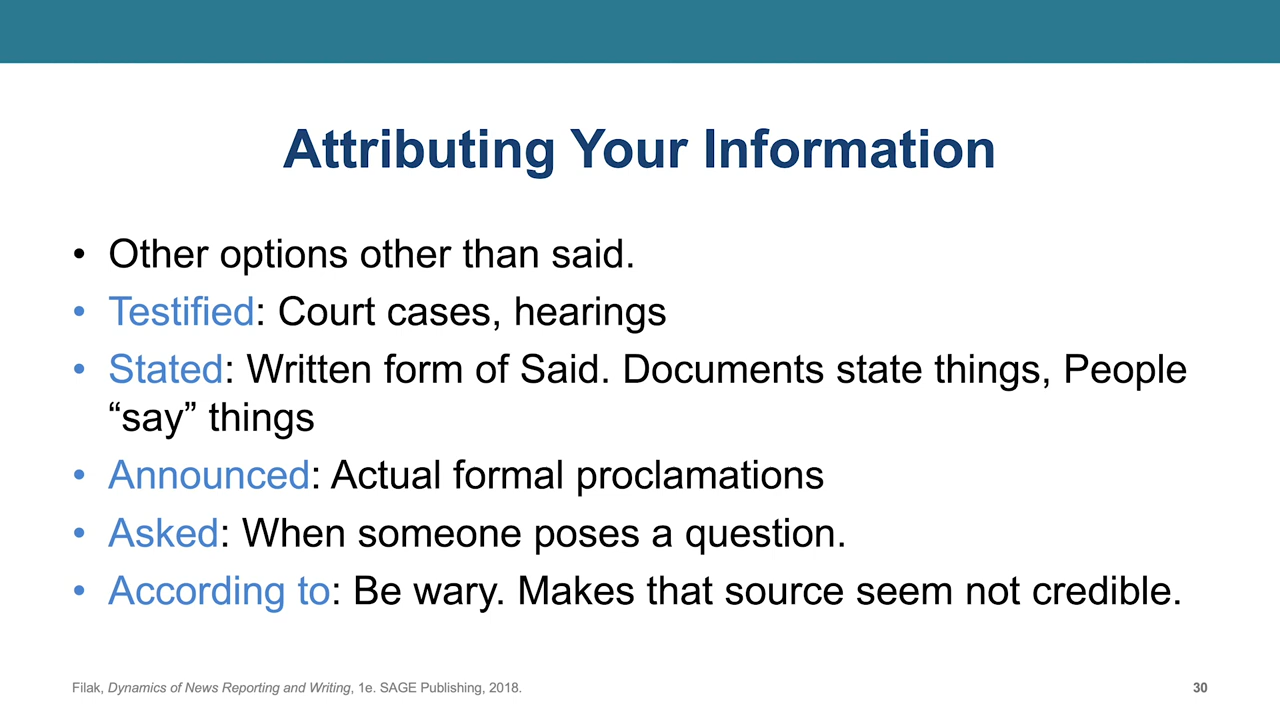 Attributing Your Information
• Other options other than said.
• Testified: Court cases, hearings
• Stated: Written form of Said. Documents state things, People
“say” things
• Announced: Actual formal proclamations
• Asked: When someone poses a question.
• According to: Be wary. Makes that source seem not credible.
Filak, Dynamics of News Reporting and Writing, 1e. SAGE Publishing, 2018.
30